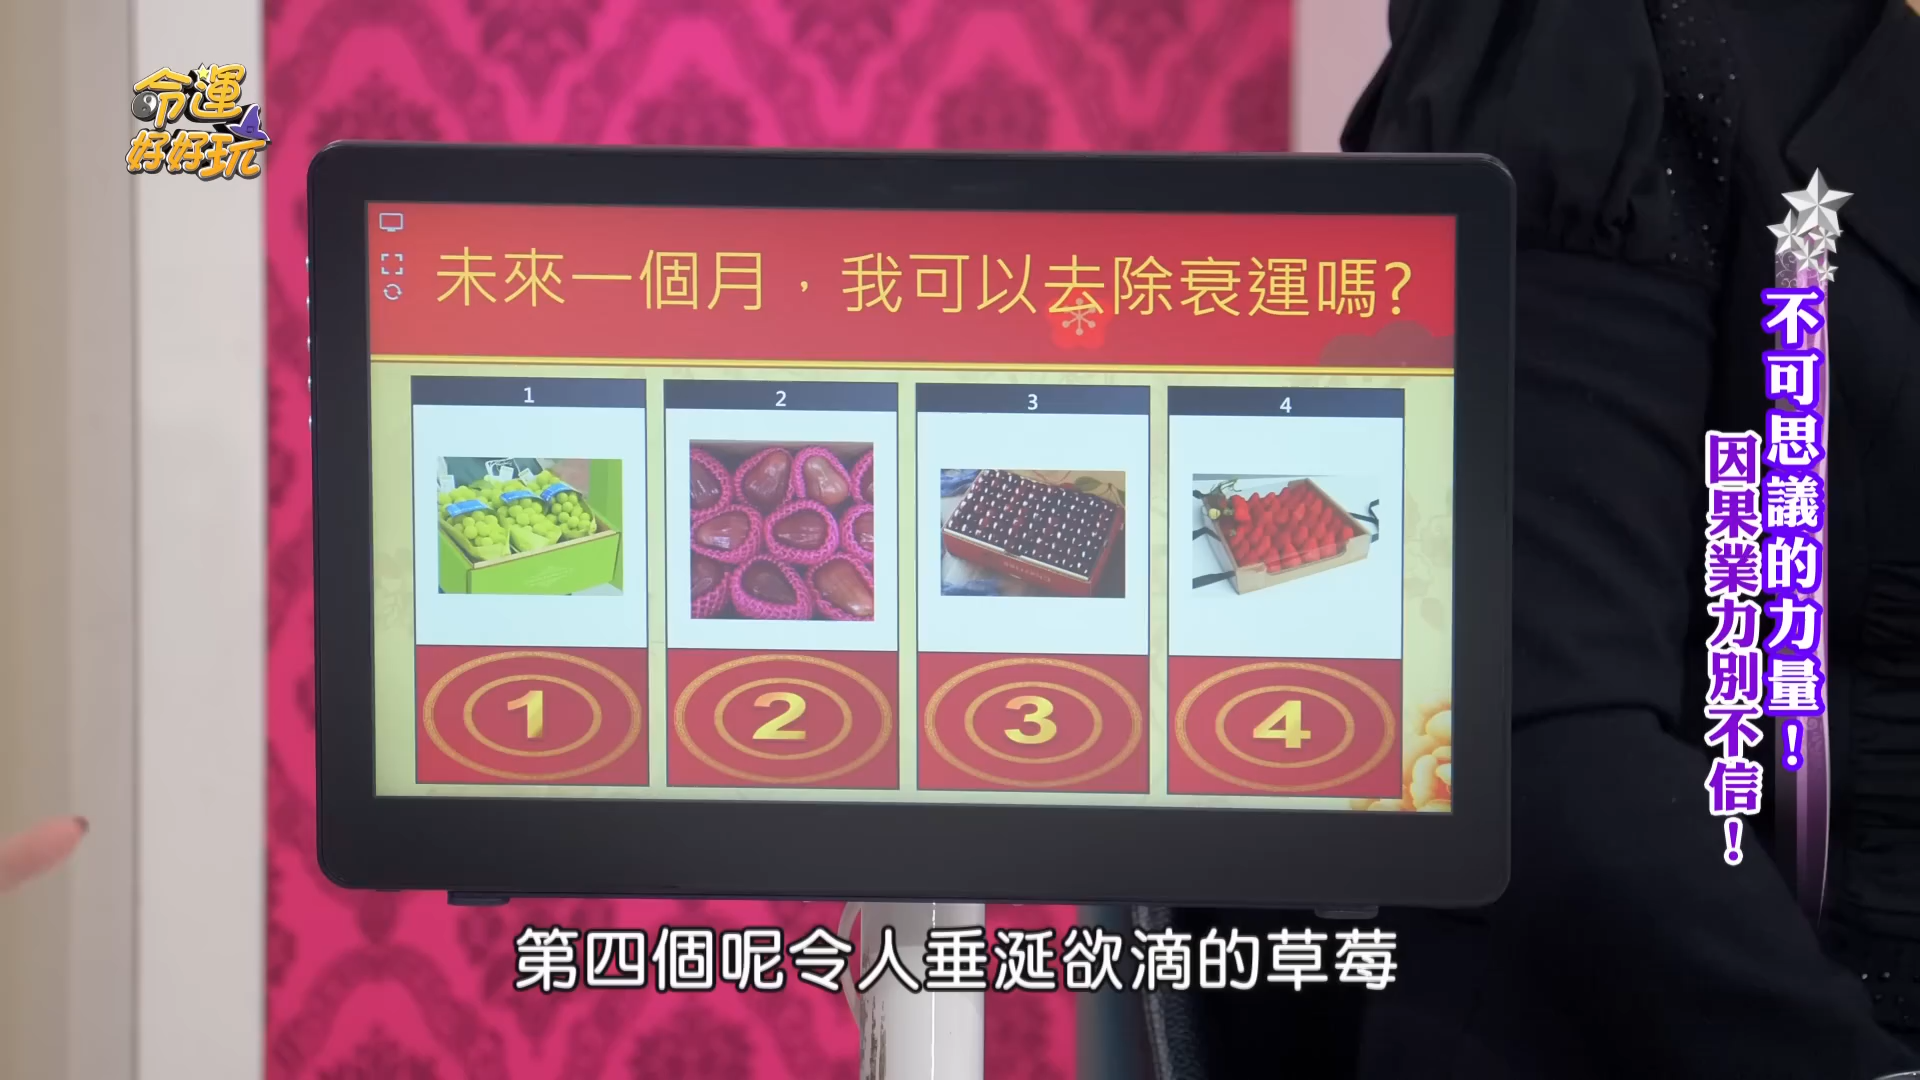 命運
好好玩
未來一個月，我可以去除衰運嗎?
1
2
3
4
1
2
3
4
不可思議的力量！
因果業力別不信！
第四個呢令人垂涎欲滴的草莓